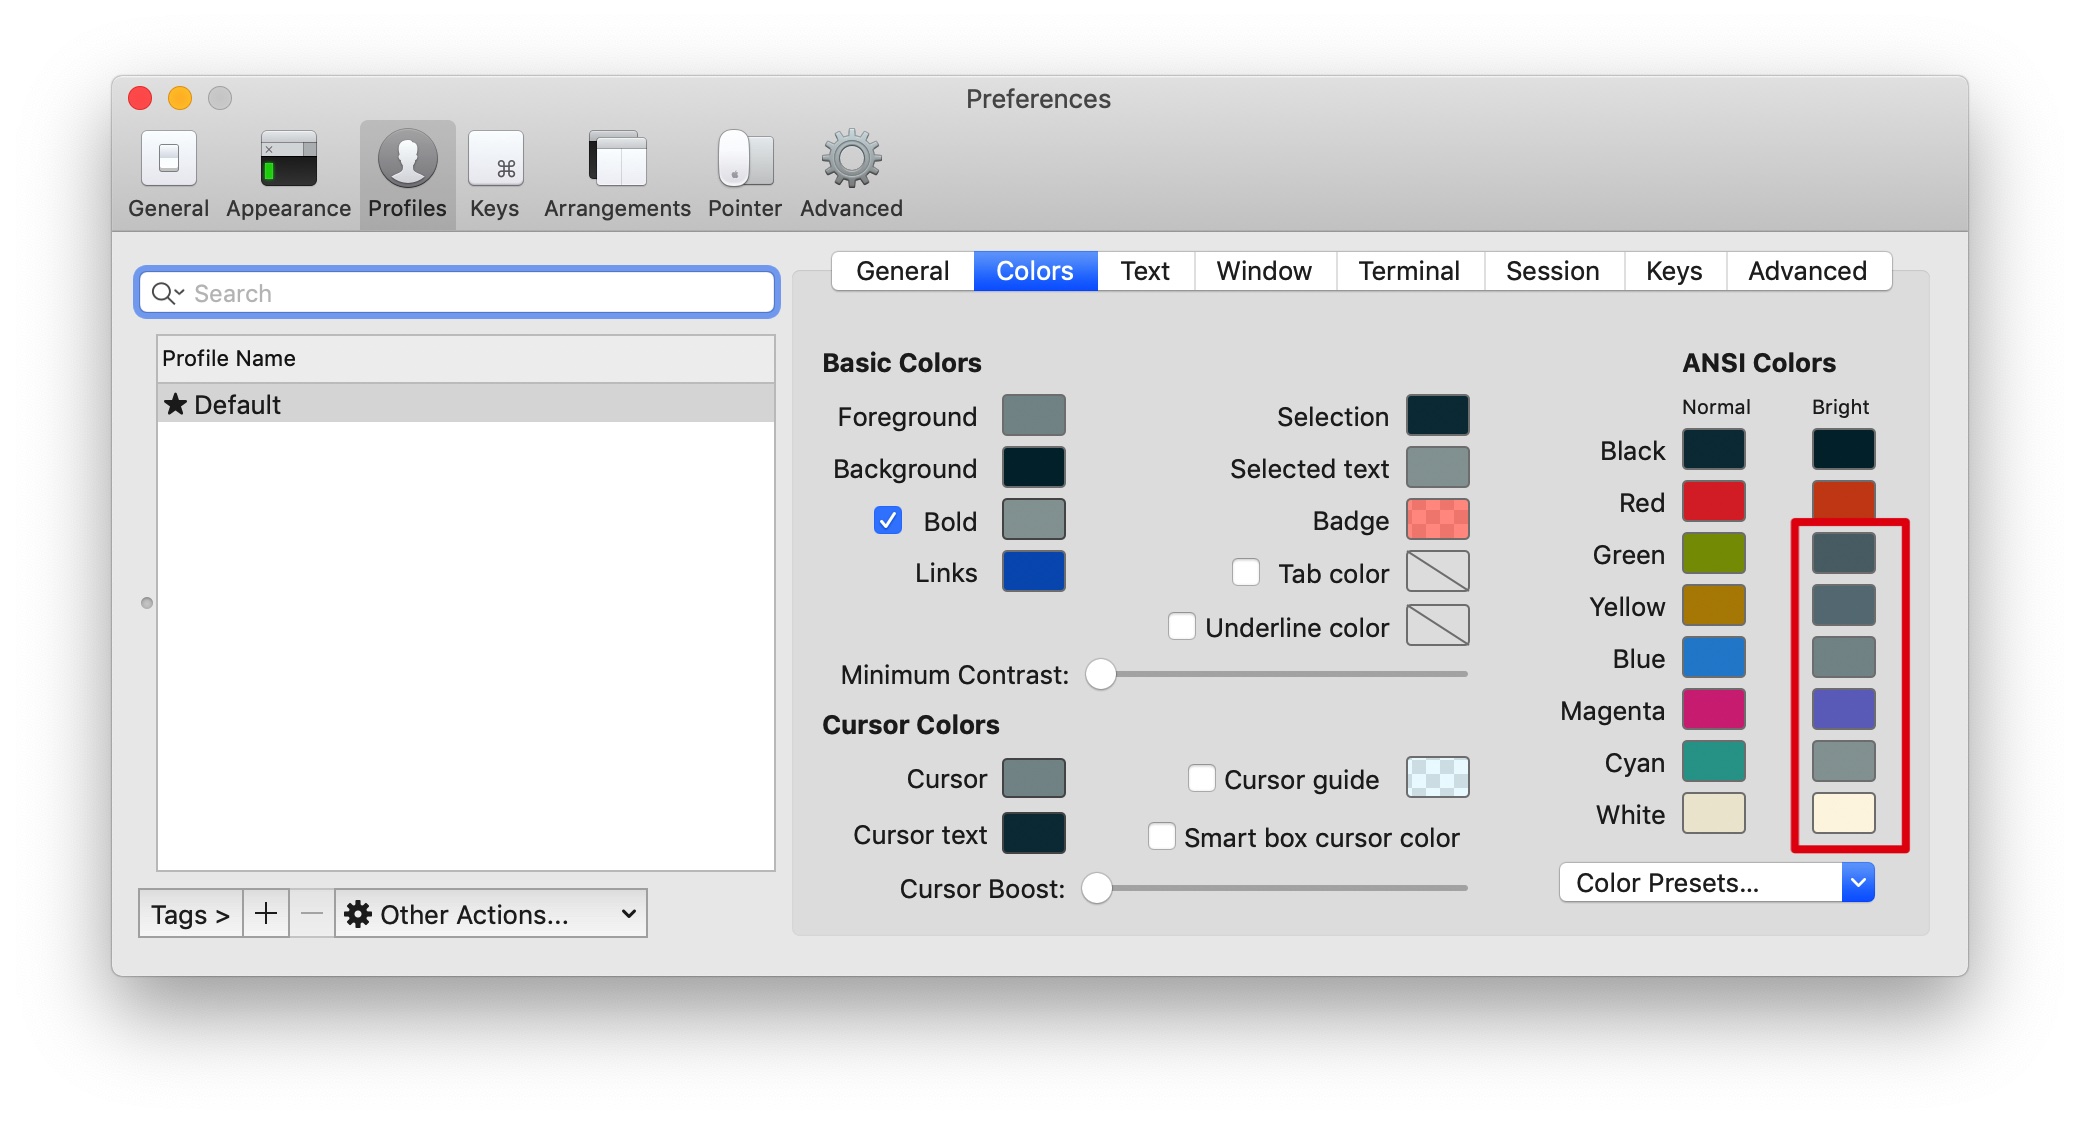 Preferences
General Appearance Profiles Keys Arrangements Pointer Advanced
General Colors Text Window Terminal Session Keys Advanced
Search
Profile Name
★ Default
Tags > + − Other Actions...
Basic Colors
Foreground
Background
Bold
Links
Selection
Selected text
Badge
Tab color
Underline color
Minimum Contrast:
Cursor Colors
Cursor
Cursor text
Cursor guide
Smart box cursor color
Cursor Boost:
ANSI Colors
Normal Bright
Black
Red
Green
Yellow
Blue
Magenta
Cyan
White
Color Presets...